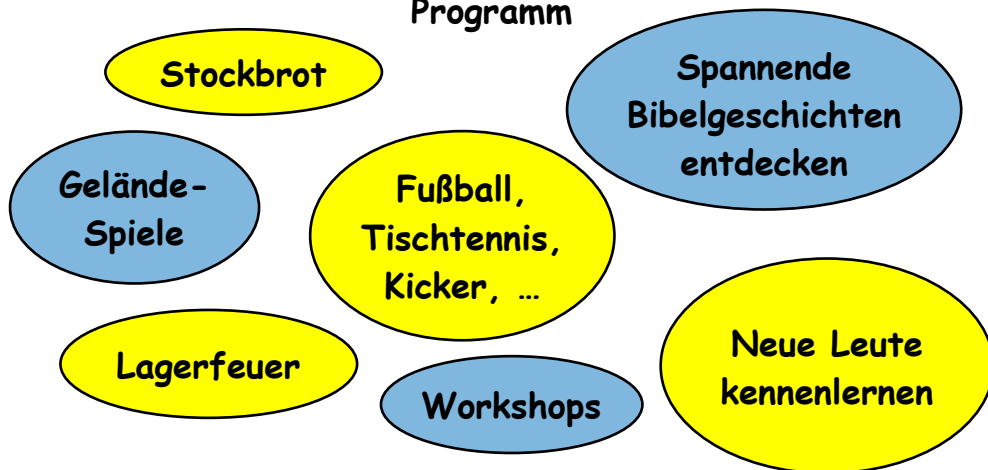 Programm
Stockbrot
Spannende
Bibelgeschichten
entdecken
Gelände-
Spiele
Fußball,
Tischtennis,
Kicker, …
Lagerfeuer
Workshops
Neue Leute
kennenlernen